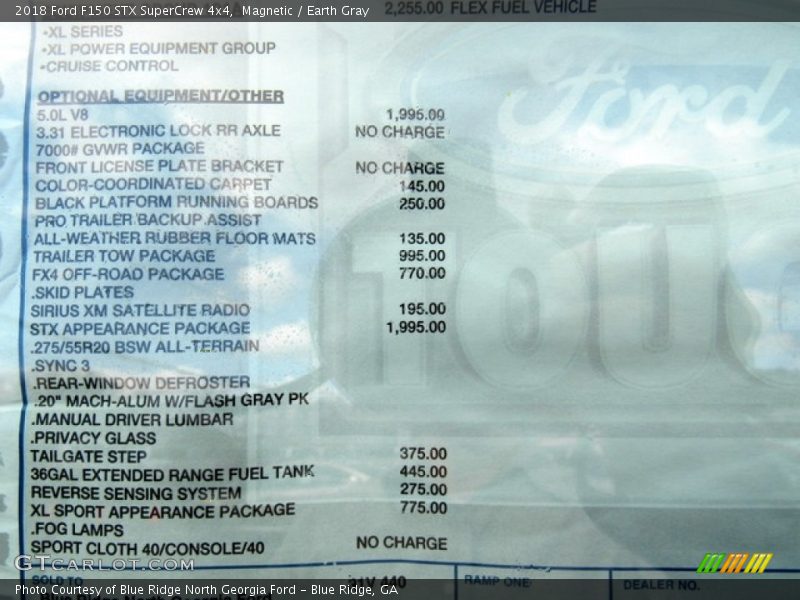 2018 Ford F150 STX SuperCrew 4x4, Magnetic / Earth Gray
2,255.00 FLEX FUEL VEHICLE
•XL SERIES
•XL POWER EQUIPMENT GROUP
•CRUISE CONTROL
Ford
OPTIONAL EQUIPMENT/OTHER
5.0L V8 1,995.00
3.31 ELECTRONIC LOCK RR AXLE NO CHARGE
7000# GVWR PACKAGE
FRONT LICENSE PLATE BRACKET NO CHARGE
COLOR-COORDINATED CARPET 145.00
BLACK PLATFORM RUNNING BOARDS 250.00
PRO TRAILER BACKUP ASSIST
ALL-WEATHER RUBBER FLOOR MATS 135.00
TRAILER TOW PACKAGE 995.00
FX4 OFF-ROAD PACKAGE 770.00
.SKID PLATES
SIRIUS XM SATELLITE RADIO 195.00
STX APPEARANCE PACKAGE 1,995.00
.275/55R20 BSW ALL-TERRAIN
.SYNC 3
.REAR-WINDOW DEFROSTER
.20" MACH-ALUM W/FLASH GRAY PK
.MANUAL DRIVER LUMBAR
.PRIVACY GLASS
TAILGATE STEP 375.00
36GAL EXTENDED RANGE FUEL TANK 445.00
REVERSE SENSING SYSTEM 275.00
XL SPORT APPEARANCE PACKAGE 775.00
.FOG LAMPS
SPORT CLOTH 40/CONSOLE/40 NO CHARGE
GTCARLOT.COM
SOLD TO 440 RAMP ONE DEALER NO.
Photo Courtesy of Blue Ridge North Georgia Ford – Blue Ridge, GA